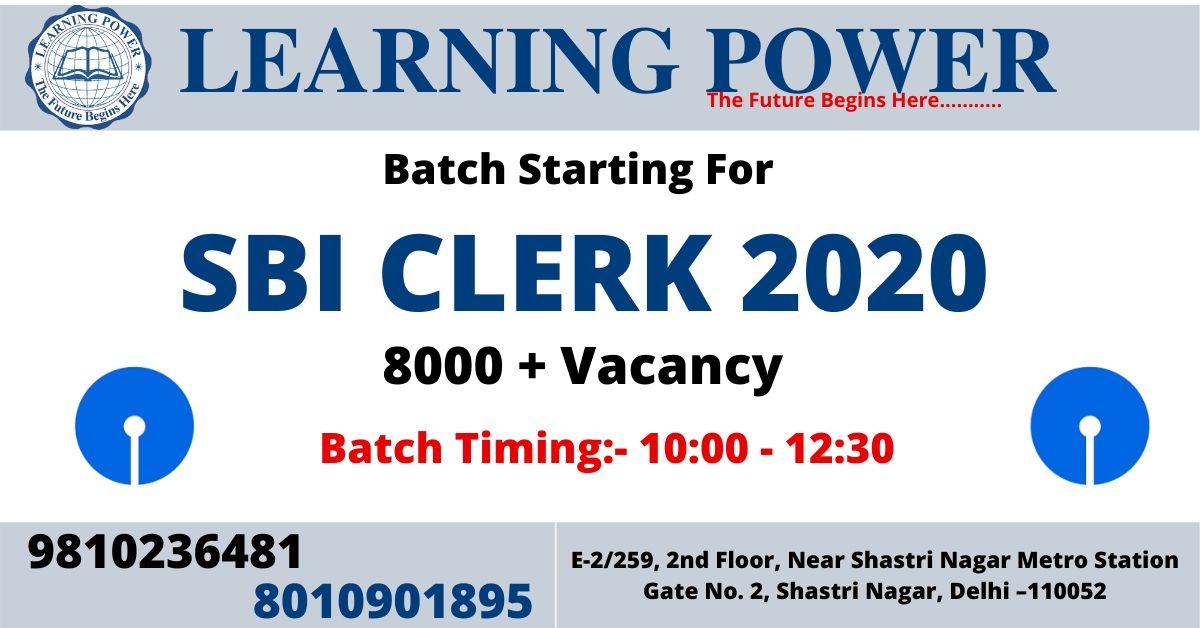 LEARNING POWER
The Future Begins Here
LEARNING POWER
The Future Begins Here...........
Batch Starting For
SBI CLERK 2020
8000 + Vacancy
Batch Timing:- 10:00 - 12:30
9810236481
8010901895
E-2/259, 2nd Floor, Near Shastri Nagar Metro Station
Gate No. 2, Shastri Nagar, Delhi –110052